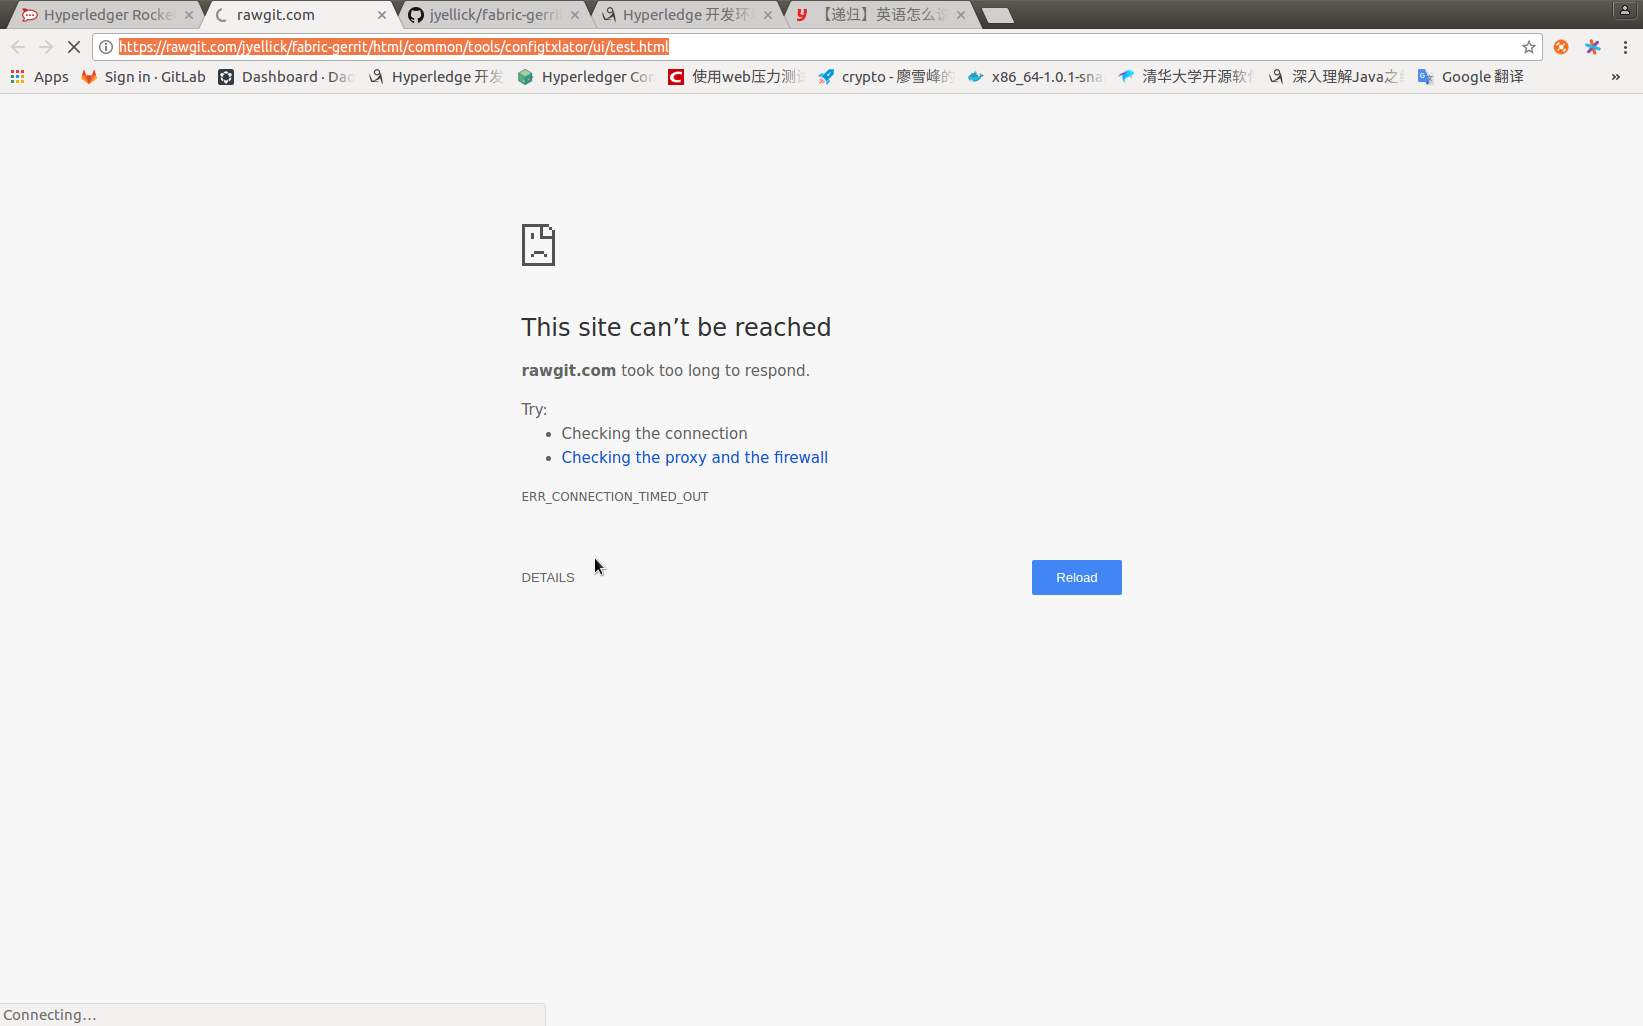 Hyperledger Rocke
rawgit.com
jyellick/fabric-gerri
Hyperledge 开发环
【递归】英语怎么说
https://rawgit.com/jyellick/fabric-gerrit/html/common/tools/configtxlator/ui/test.html
Apps
Sign in · GitLab
Dashboard · Dao
Hyperledge 开发
Hyperledger Con
使用web压力测试
crypto - 廖雪峰的
x86_64-1.0.1-sna
清华大学开源软件
深入理解Java之
Google 翻译
»
This site can’t be reached
rawgit.com took too long to respond.
Try:
• Checking the connection
• Checking the proxy and the firewall
ERR_CONNECTION_TIMED_OUT
DETAILS
Reload
Connecting…